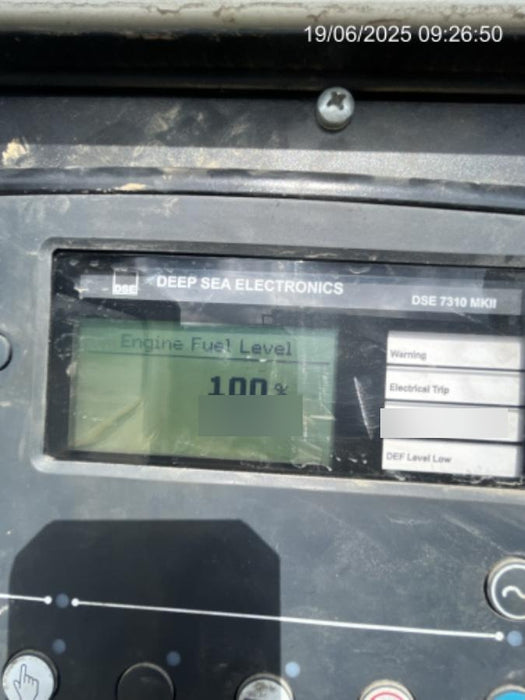 19/06/2025 09:26:50
DSE
DEEP SEA ELECTRONICS
DSE 7310 MKII
Engine Fuel Level
100 %
Warning
Electrical Trip
DEF Level Low